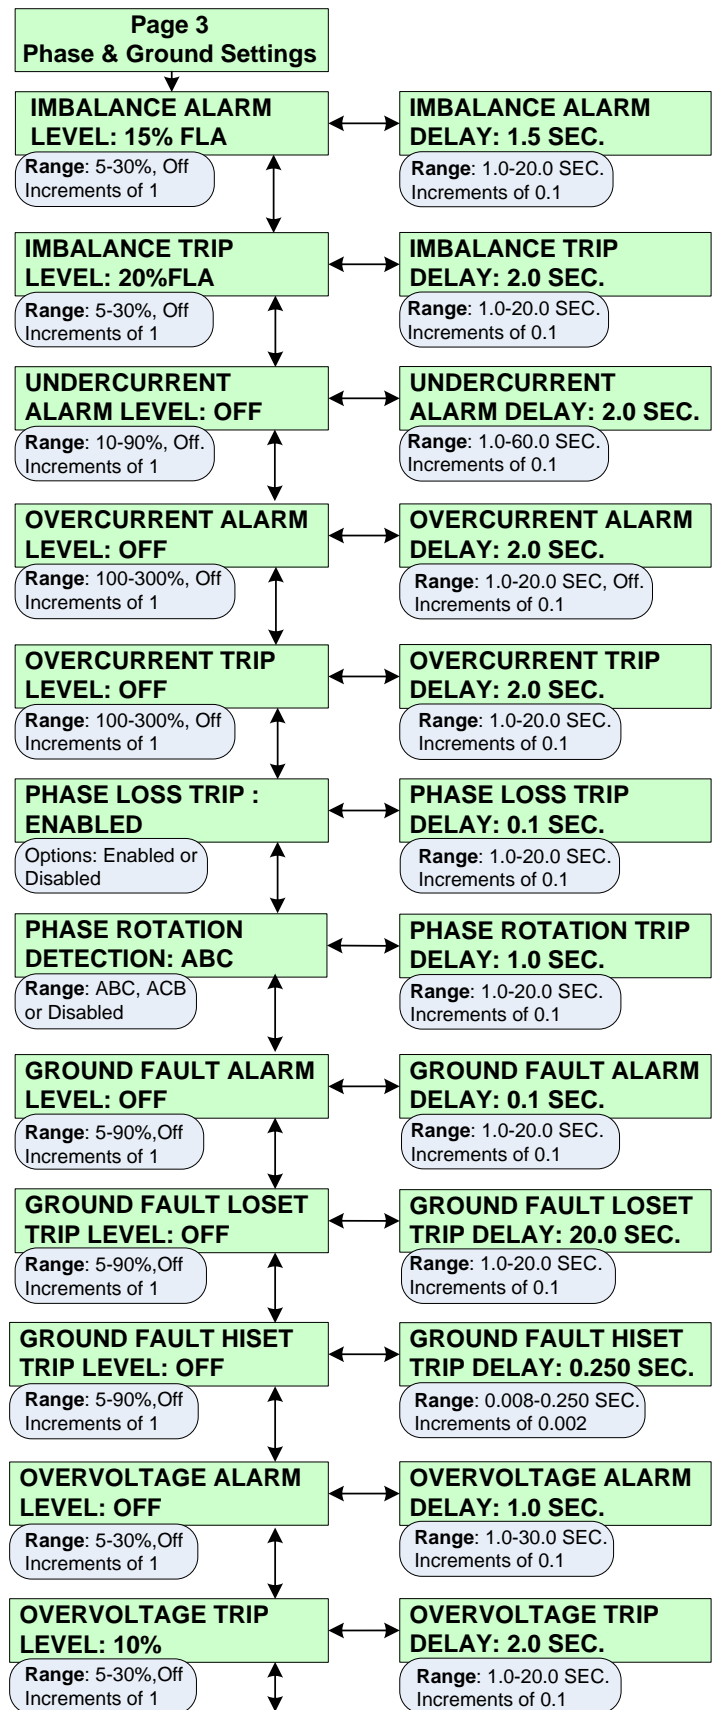 Page 3
Phase & Ground Settings
IMBALANCE ALARM
LEVEL: 15% FLA
Range: 5-30%, Off
Increments of 1
IMBALANCE ALARM
DELAY: 1.5 SEC.
Range: 1.0-20.0 SEC.
Increments of 0.1
IMBALANCE TRIP
LEVEL: 20%FLA
Range: 5-30%, Off
Increments of 1
IMBALANCE TRIP
DELAY: 2.0 SEC.
Range: 1.0-20.0 SEC.
Increments of 0.1
UNDERCURRENT
ALARM LEVEL: OFF
Range: 10-90%, Off.
Increments of 1
UNDERCURRENT
ALARM DELAY: 2.0 SEC.
Range: 1.0-60.0 SEC.
Increments of 0.1
OVERCURRENT ALARM
LEVEL: OFF
Range: 100-300%, Off
Increments of 1
OVERCURRENT ALARM
DELAY: 2.0 SEC.
Range: 1.0-20.0 SEC, Off.
Increments of 0.1
OVERCURRENT TRIP
LEVEL: OFF
Range: 100-300%, Off
Increments of 1
OVERCURRENT TRIP
DELAY: 2.0 SEC.
Range: 1.0-20.0 SEC.
Increments of 0.1
PHASE LOSS TRIP :
ENABLED
Options: Enabled or
Disabled
PHASE LOSS TRIP
DELAY: 0.1 SEC.
Range: 1.0-20.0 SEC.
Increments of 0.1
PHASE ROTATION
DETECTION: ABC
Range: ABC, ACB
or Disabled
PHASE ROTATION TRIP
DELAY: 1.0 SEC.
Range: 1.0-20.0 SEC.
Increments of 0.1
GROUND FAULT ALARM
LEVEL: OFF
Range: 5-90%,Off
Increments of 1
GROUND FAULT ALARM
DELAY: 0.1 SEC.
Range: 1.0-20.0 SEC.
Increments of 0.1
GROUND FAULT LOSET
TRIP LEVEL: OFF
Range: 5-90%,Off
Increments of 1
GROUND FAULT LOSET
TRIP DELAY: 20.0 SEC.
Range: 1.0-20.0 SEC.
Increments of 0.1
GROUND FAULT HISET
TRIP LEVEL: OFF
Range: 5-90%,Off
Increments of 1
GROUND FAULT HISET
TRIP DELAY: 0.250 SEC.
Range: 0.008-0.250 SEC.
Increments of 0.002
OVERVOLTAGE ALARM
LEVEL: OFF
Range: 5-30%,Off
Increments of 1
OVERVOLTAGE ALARM
DELAY: 1.0 SEC.
Range: 1.0-30.0 SEC.
Increments of 0.1
OVERVOLTAGE TRIP
LEVEL: 10%
Range: 5-30%,Off
Increments of 1
OVERVOLTAGE TRIP
DELAY: 2.0 SEC.
Range: 1.0-20.0 SEC.
Increments of 0.1